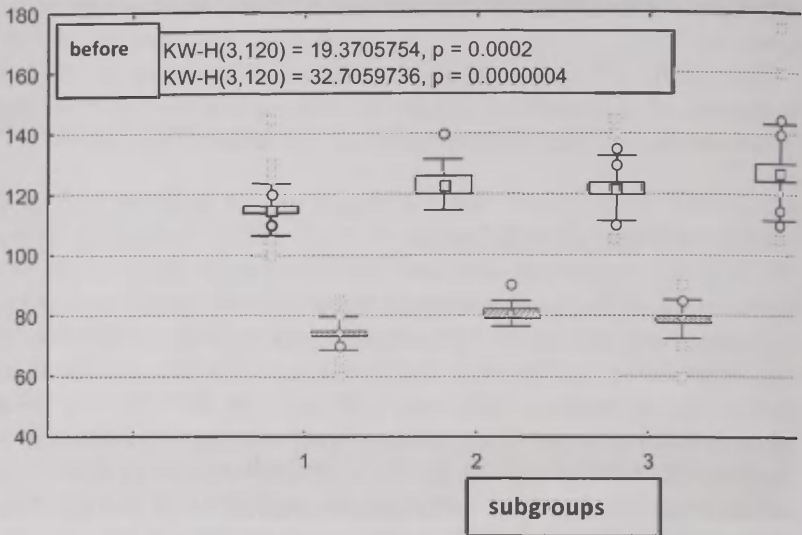 180
before KW-H(3,120) = 19.3705754, p = 0.0002
KW-H(3,120) = 32.7059736, p = 0.0000004
160
140
120
100
80
60
40
1 2 3
subgroups